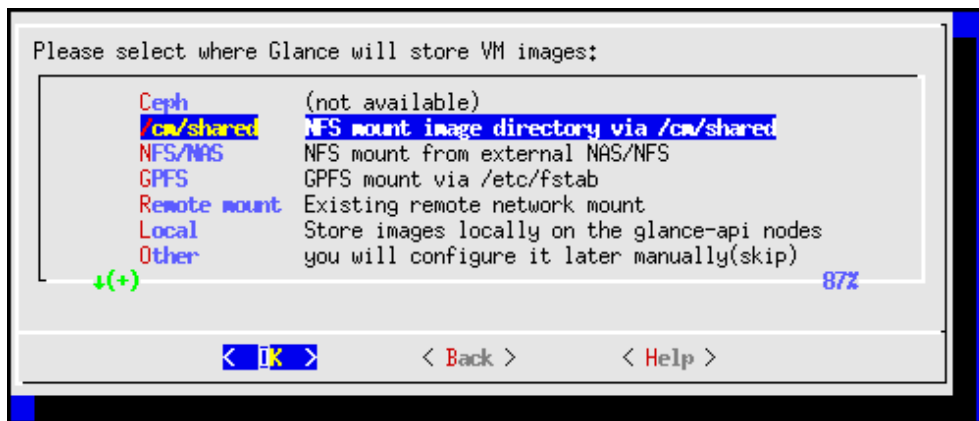 Please select where Glance will store VM images:
Ceph (not available)
/cm/shared NFS mount image directory via /cm/shared
NFS/NAS NFS mount from external NAS/NFS
GPFS GPFS mount via /etc/fstab
Remote mount Existing remote network mount
Local Store images locally on the glance-api nodes
Other you will configure it later manually(skip)
↓(+) 87%
< OK > < Back > < Help >